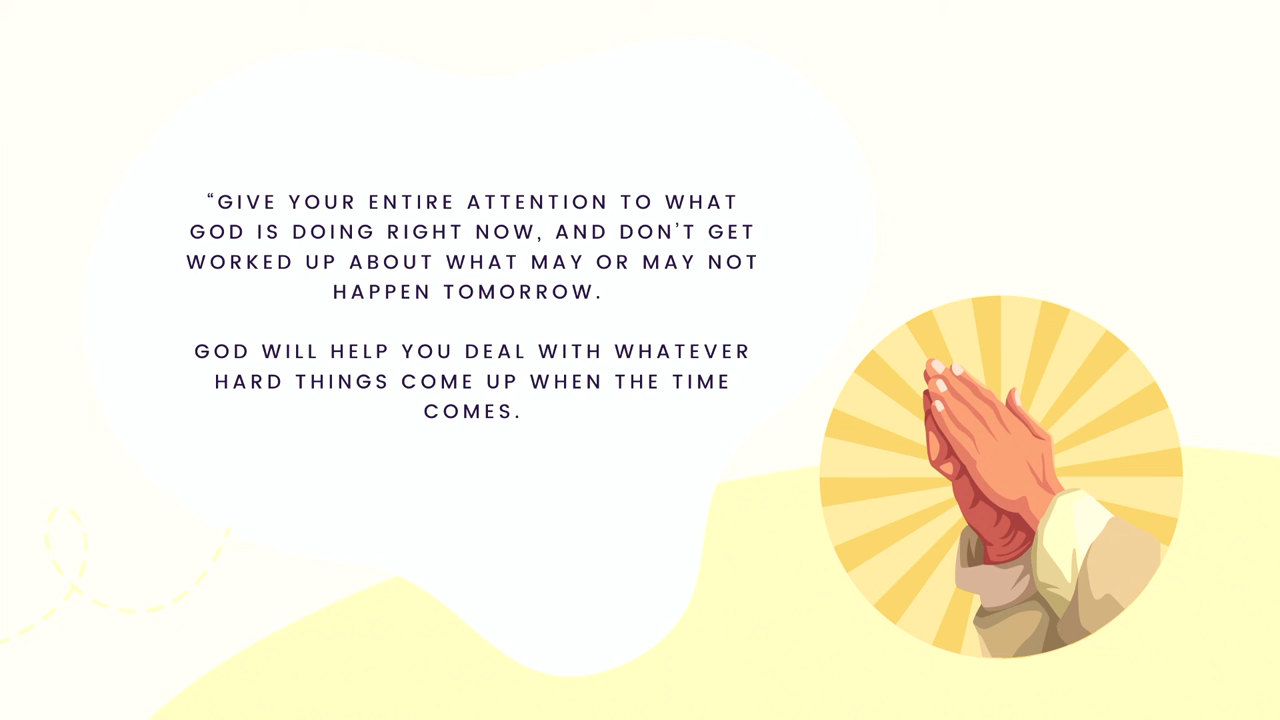 “GIVE YOUR ENTIRE ATTENTION TO WHAT
GOD IS DOING RIGHT NOW, AND DON’T GET
WORKED UP ABOUT WHAT MAY OR MAY NOT
HAPPEN TOMORROW.
GOD WILL HELP YOU DEAL WITH WHATEVER
HARD THINGS COME UP WHEN THE TIME
COMES.